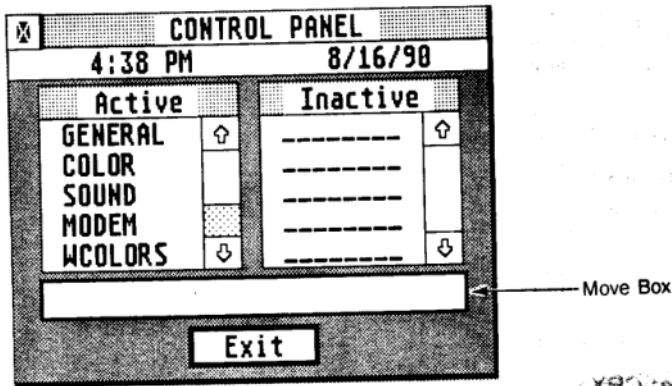 CONTROL PANEL
4:38 PM 8/16/90
Active
GENERAL
COLOR
SOUND
MODEM
WCOLORS
Inactive
--------
--------
--------
--------
--------
Move Box
Exit